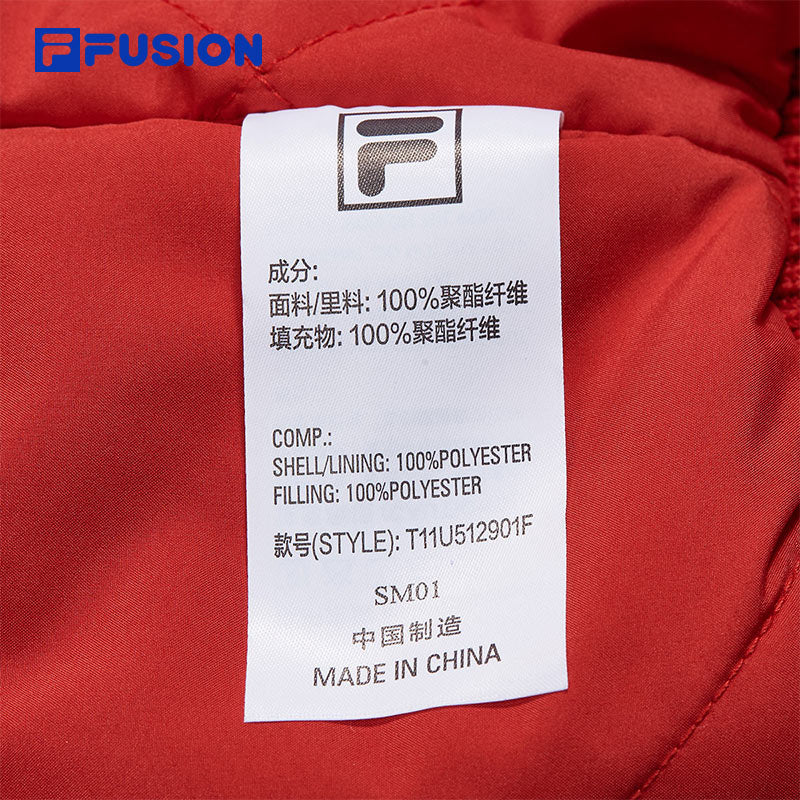 FUSION
成分:
面料/里料: 100%聚酯纤维
填充物: 100%聚酯纤维
COMP.:
SHELL/LINING: 100%POLYESTER
FILLING: 100%POLYESTER
款号(STYLE): T11U512901F
SM01
中国制造
MADE IN CHINA